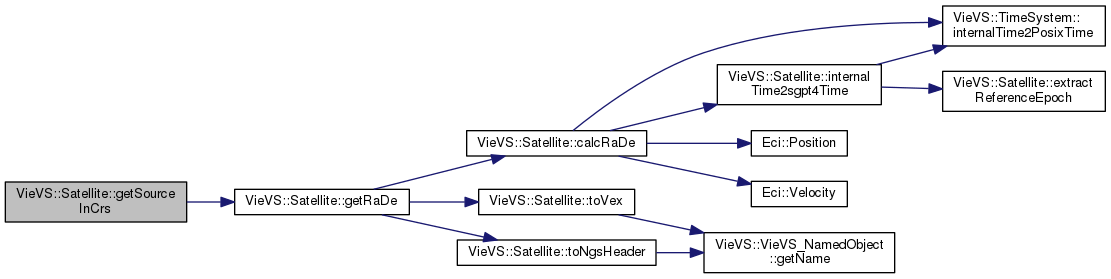 VieVS::Satellite::getSource
InCrs
VieVS::Satellite::getRaDe
VieVS::Satellite::calcRaDe
VieVS::Satellite::toVex
VieVS::Satellite::toNgsHeader
VieVS::Satellite::internal
Time2sgpt4Time
Eci::Position
Eci::Velocity
VieVS::VieVS_NamedObject
::getName
VieVS::TimeSystem::
internalTime2PosixTime
VieVS::Satellite::extract
ReferenceEpoch